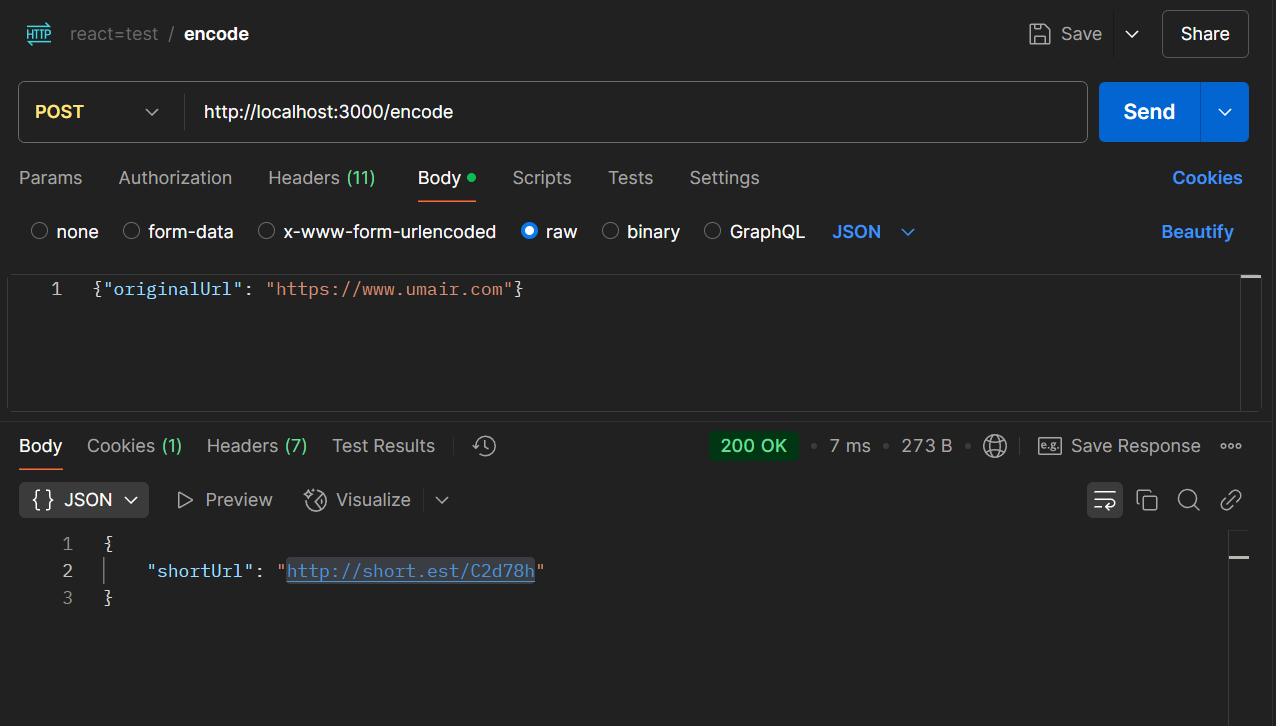 HTTP react=test / encode Save Share
POST http://localhost:3000/encode Send
Params Authorization Headers (11) Body Scripts Tests Settings Cookies
none form-data x-www-form-urlencoded raw binary GraphQL JSON Beautify
1 {"originalUrl": "https://www.umair.com"}
Body Cookies (1) Headers (7) Test Results 200 OK • 7 ms • 273 B • e.g. Save Response
{} JSON Preview Visualize
1 {
2 "shortUrl": "http://short.est/C2d78h"
3 }